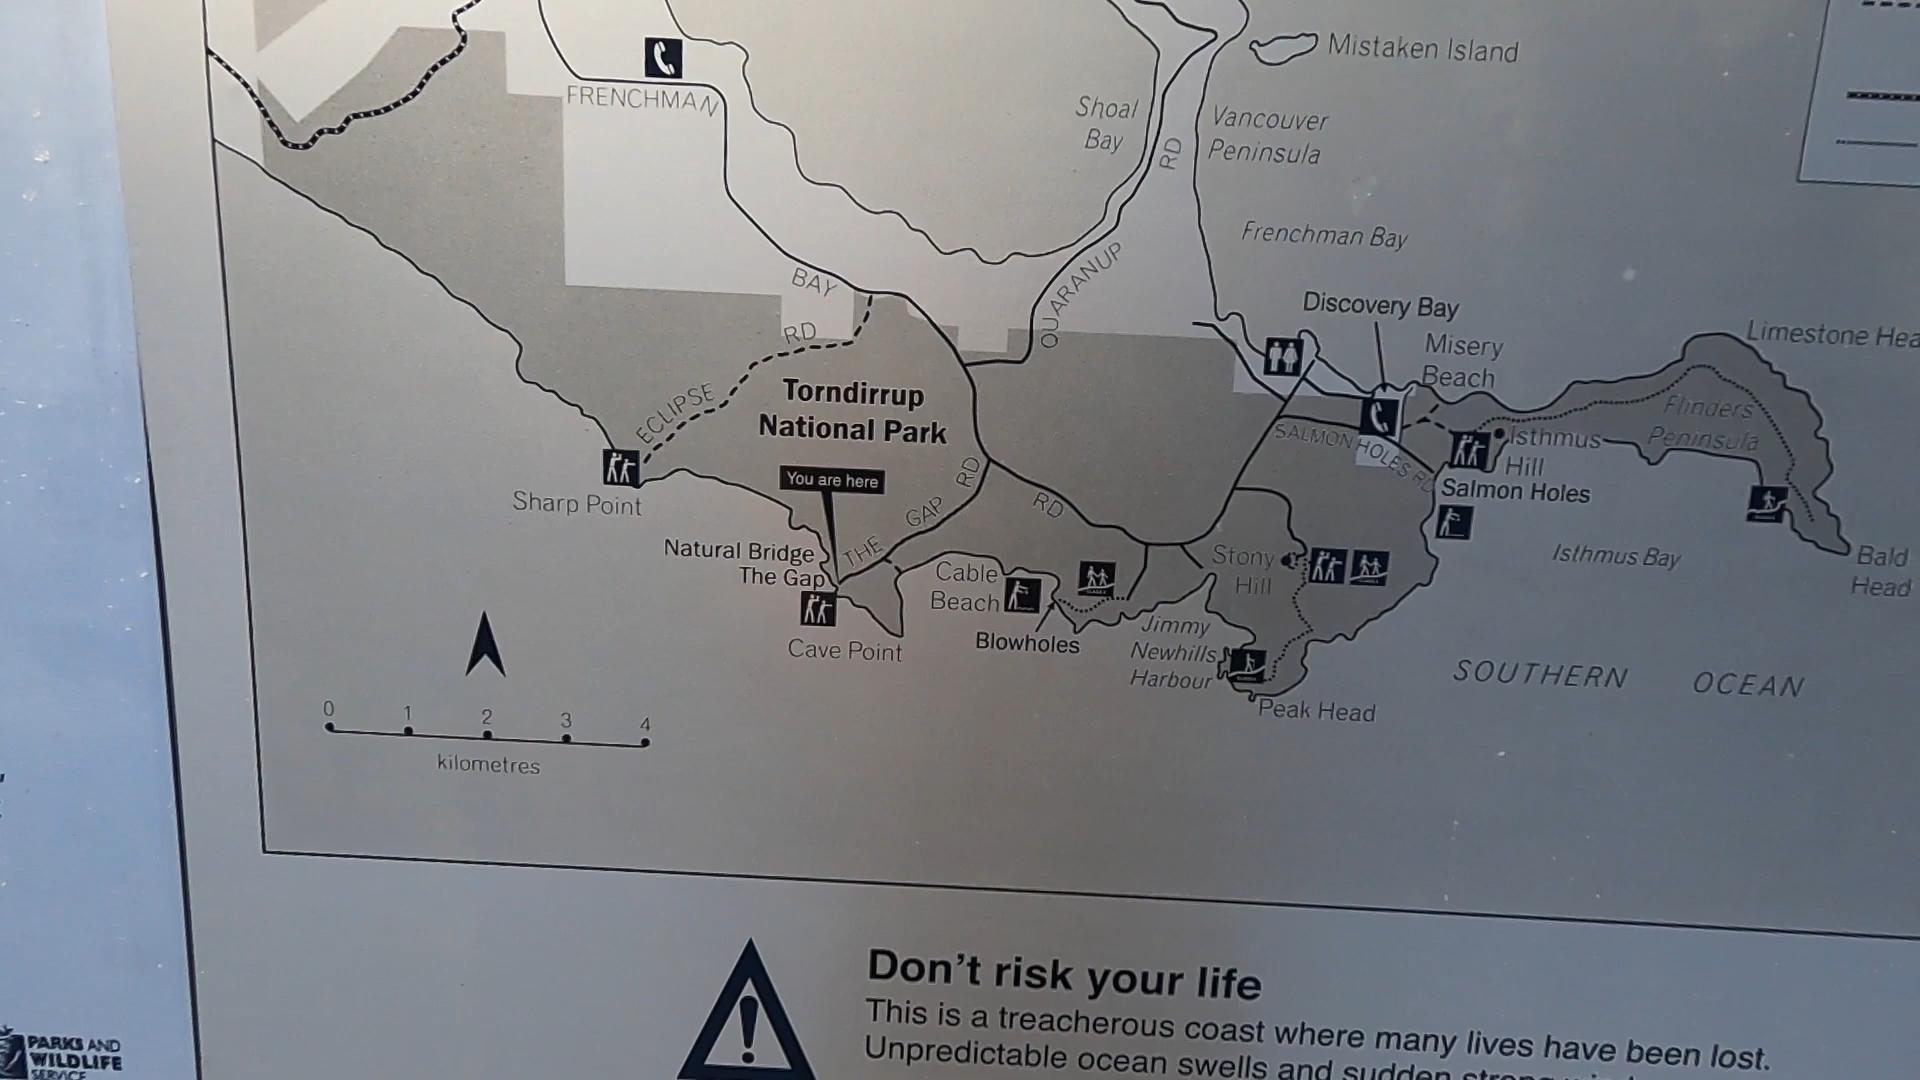 Mistaken Island
FRENCHMAN
Shoal
Bay
RD
Vancouver
Peninsula
Frenchman Bay
QUARANUP
BAY
RD
Discovery Bay
Misery
Beach
Limestone Hea
ECLIPSE
Torndirrup
National Park
Flinders
Peninsula
SALMON HOLES RD
Isthmus
Hill
You are here
RD
Sharp Point
GAP
RD
Salmon Holes
THE
Natural Bridge
The Gap
Cable
Beach
Stony
Hill
Isthmus Bay
Bald
Head
Cave Point
Blowholes
Jimmy
Newhills
Harbour
Peak Head
SOUTHERN OCEAN
0 1 2 3 4
kilometres
Don't risk your life
This is a treacherous coast where many lives have been lost.
Unpredictable ocean swells and sudden
PARKS AND
WILDLIFE
SERVICE